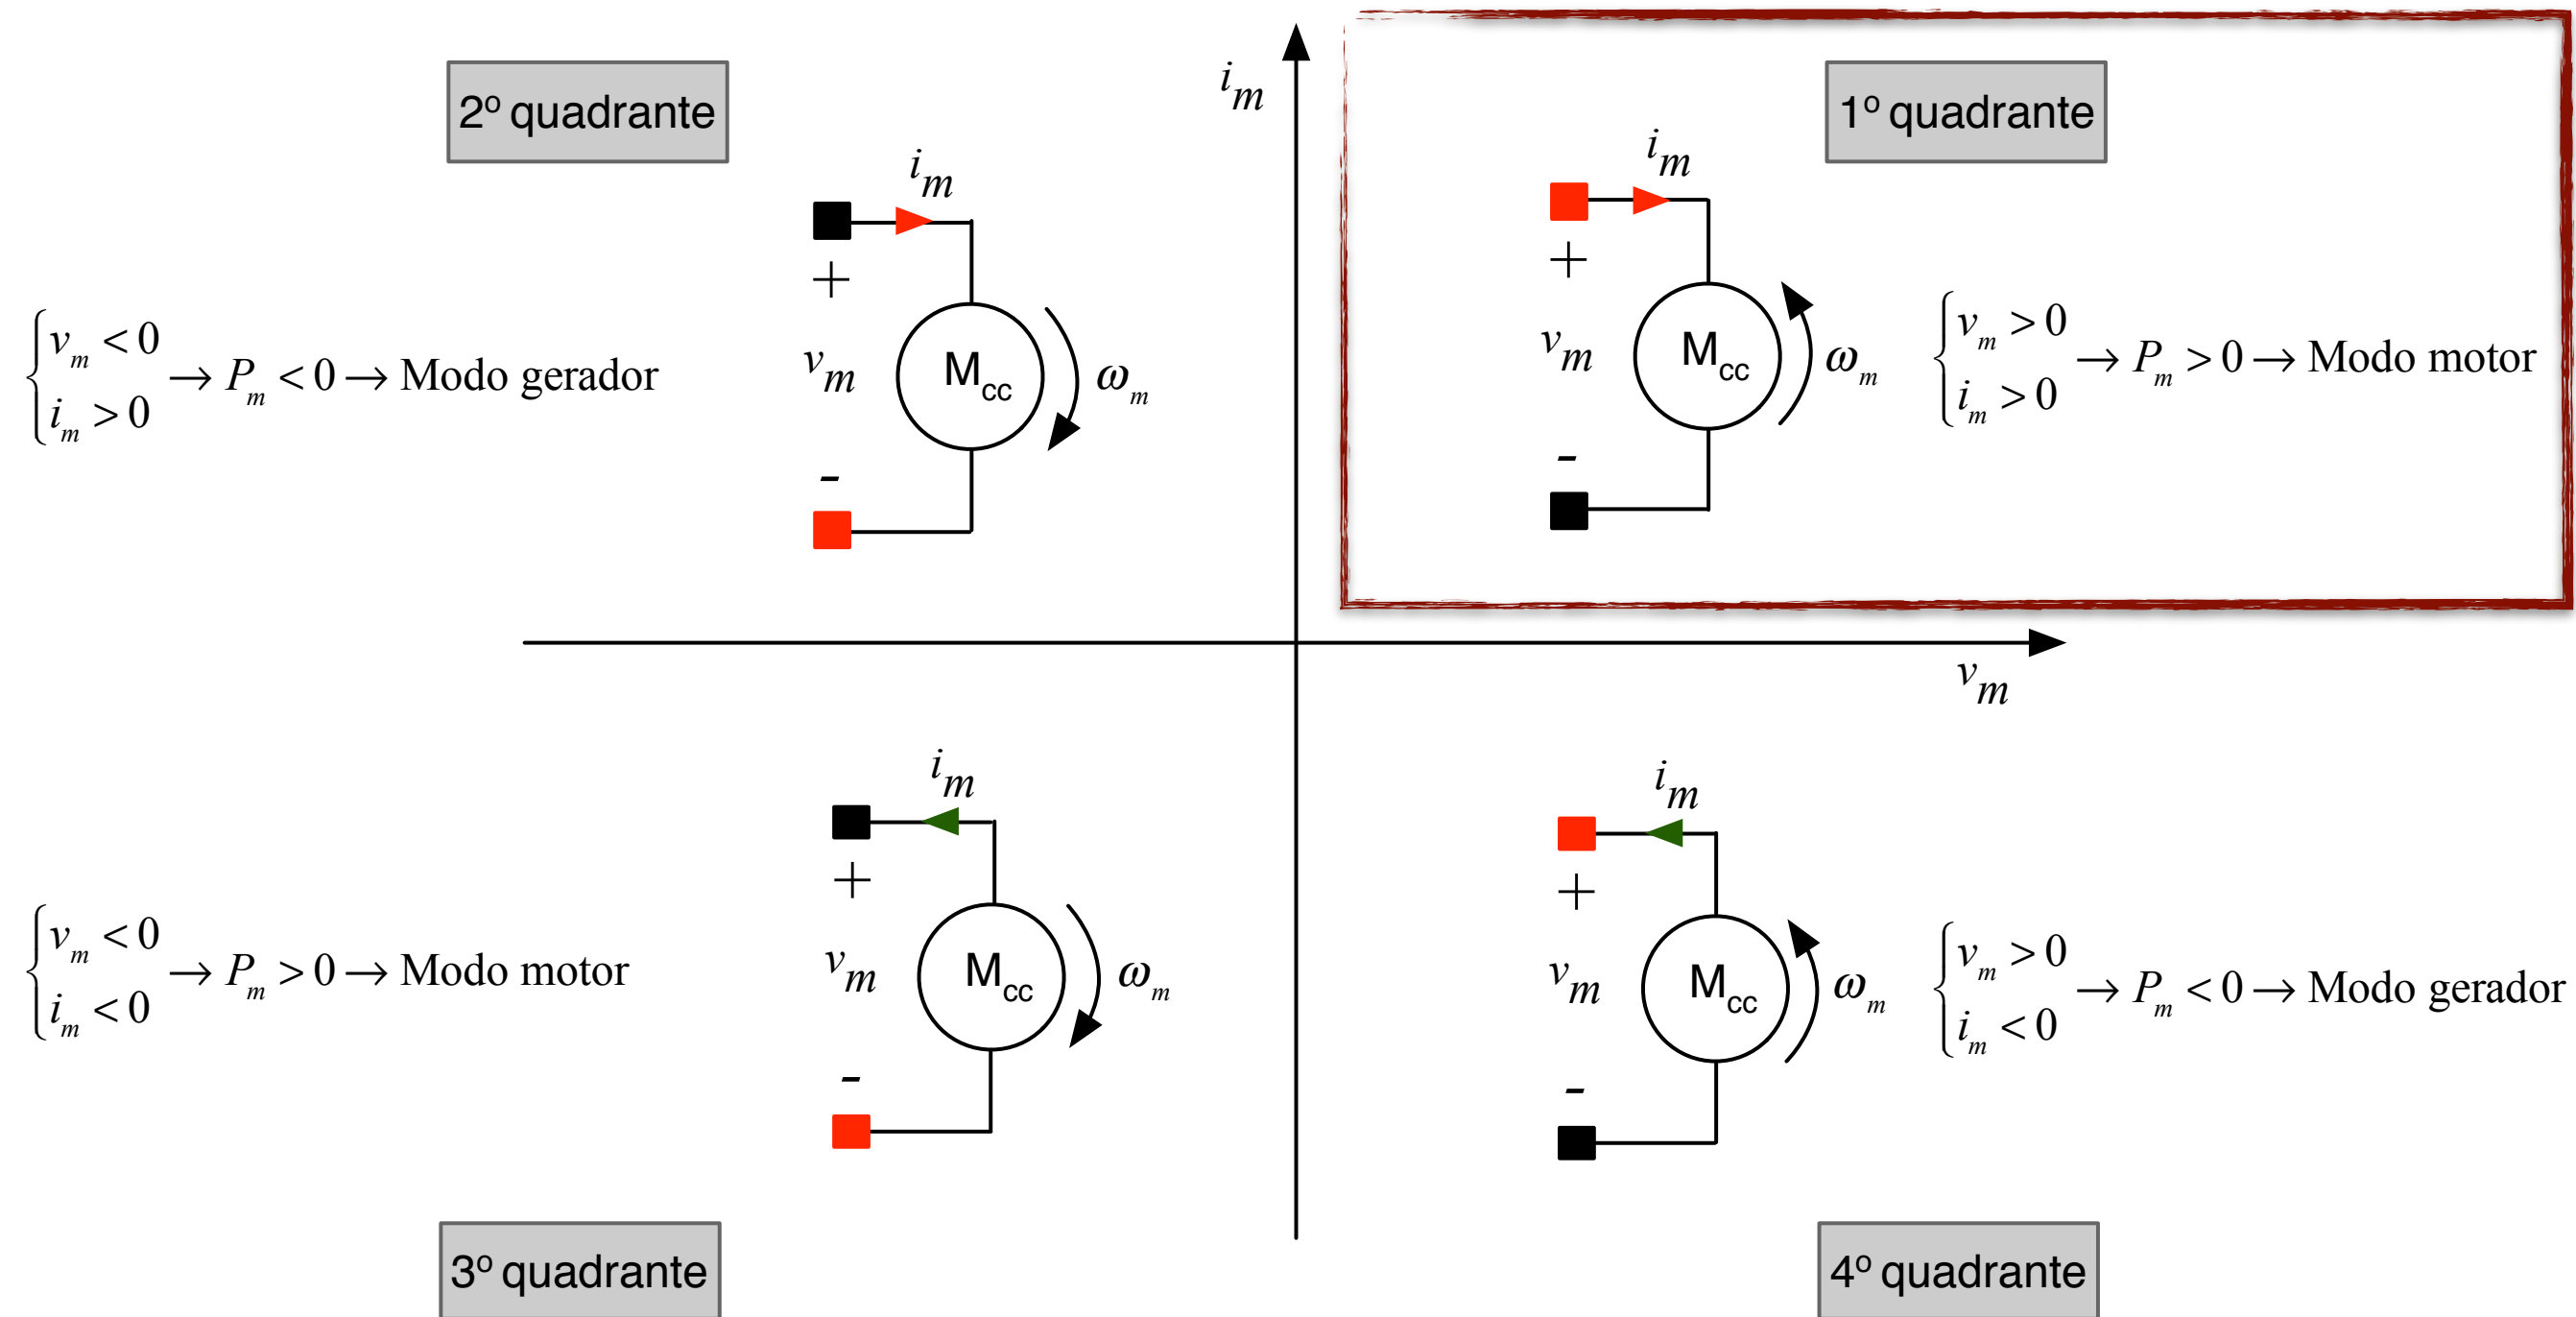 2º quadrante
i_m
1º quadrante
i_m
+
v_m
-
M_cc
ω_m
{v_m < 0
i_m > 0 → P_m < 0 → Modo gerador
i_m
+
v_m
-
M_cc
ω_m
{v_m > 0
i_m > 0 → P_m > 0 → Modo motor
v_m
i_m
+
v_m
-
M_cc
ω_m
{v_m < 0
i_m < 0 → P_m > 0 → Modo motor
i_m
+
v_m
-
M_cc
ω_m
{v_m > 0
i_m < 0 → P_m < 0 → Modo gerador
3º quadrante
4º quadrante